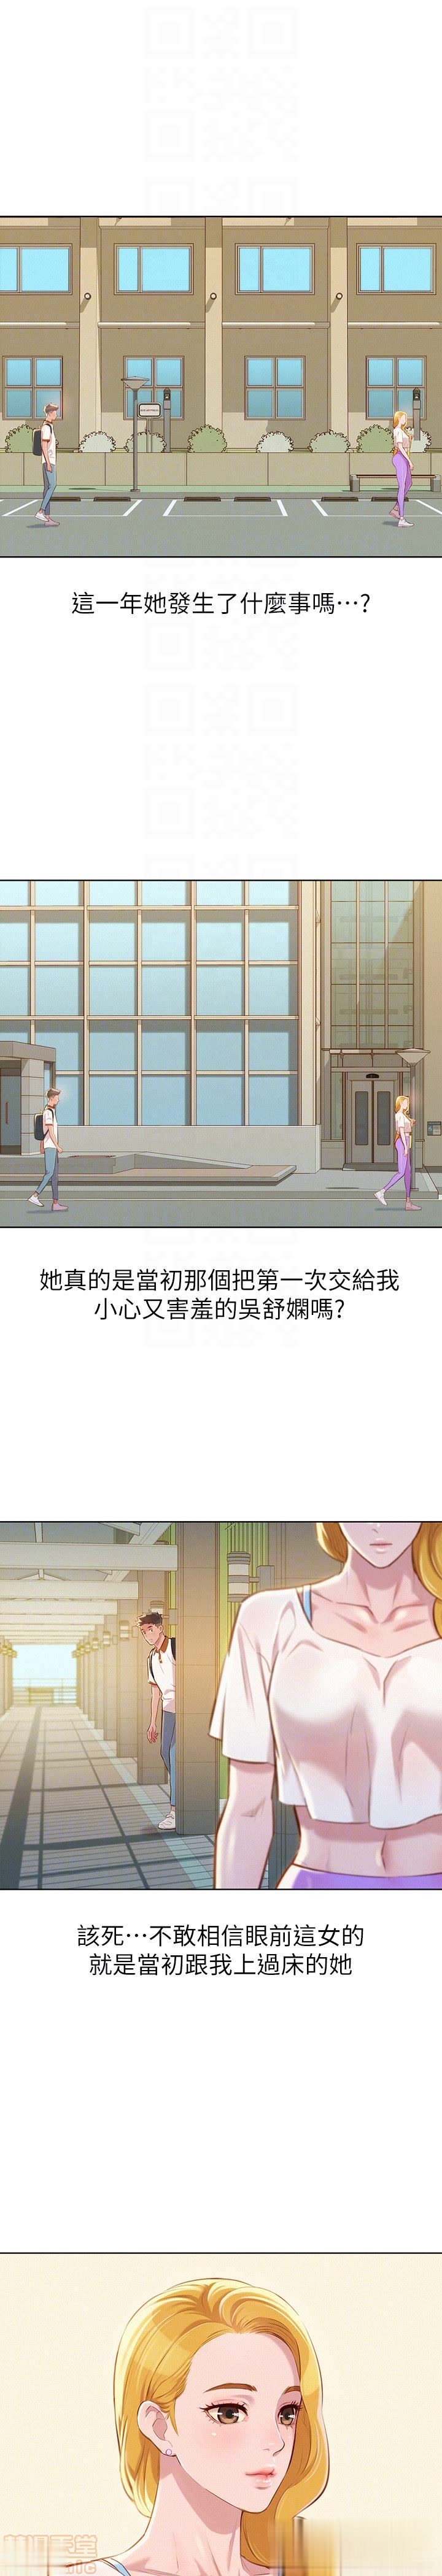 這一年她發生了什麼事嗎…?
她真的是當初那個把第一次交給我
小心又害羞的吳舒嫻嗎?
該死…不敢相信眼前這女的
就是當初跟我上過床的她